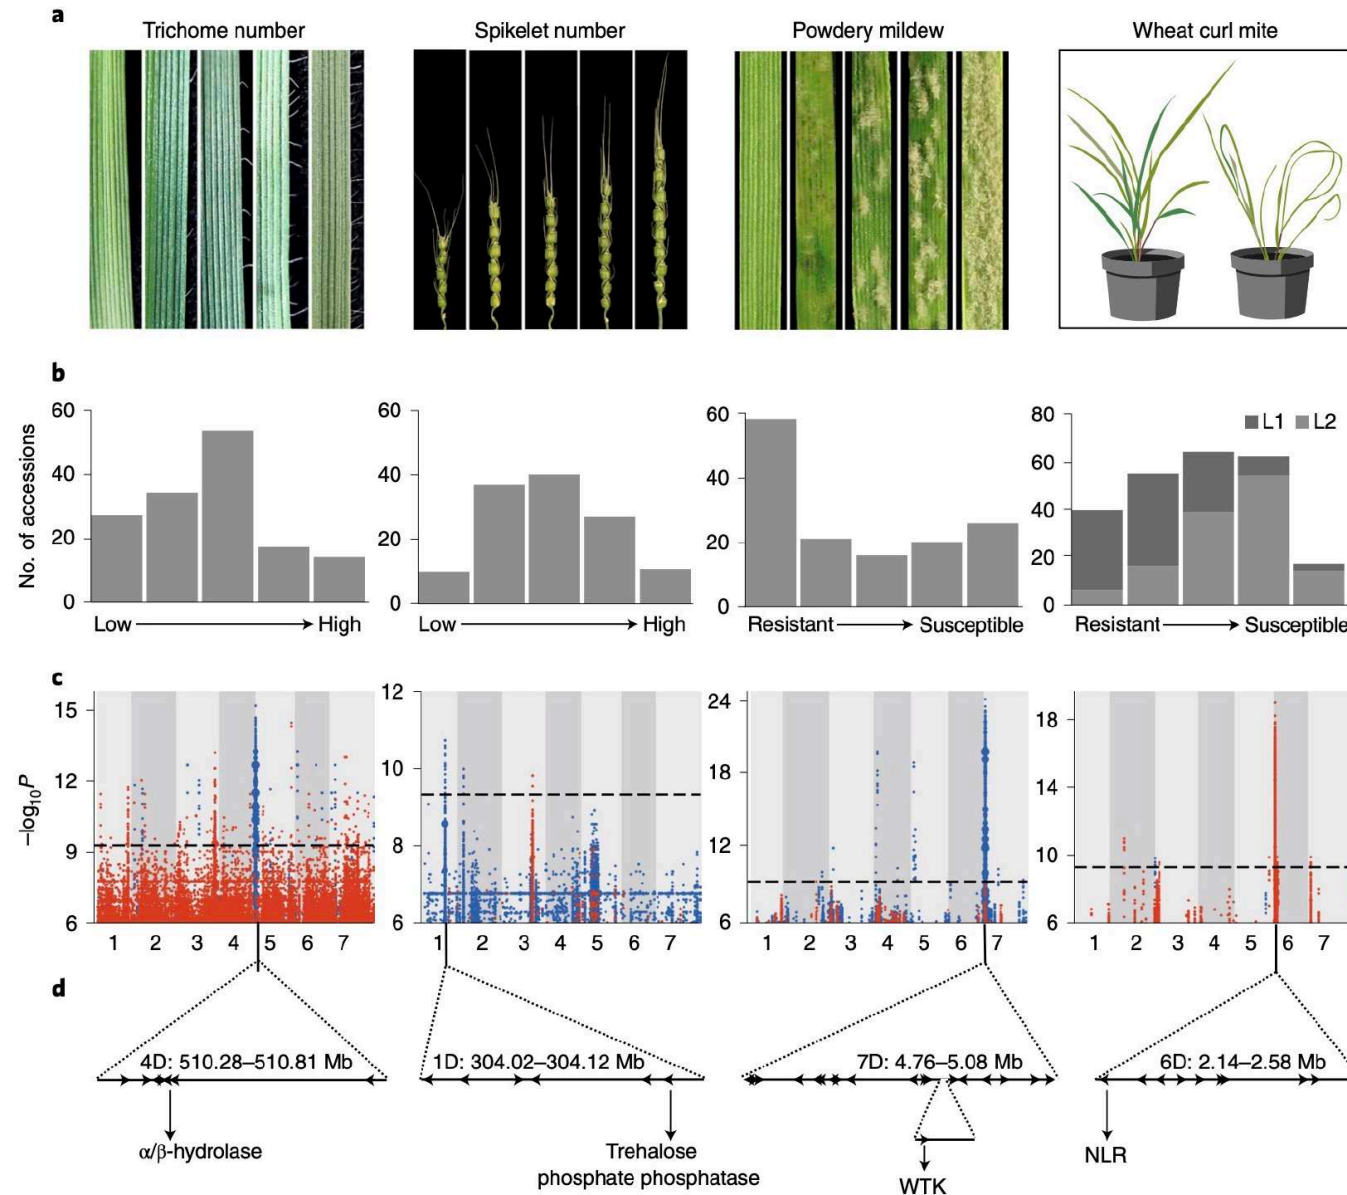 a
Trichome number Spikelet number Powdery mildew Wheat curl mite
b
No. of accessions
60 40 20 0
Low High
60 40 20 0
Low High
60 40 20 0
Resistant Susceptible
80 60 40 20 0
L1 L2
Resistant Susceptible
c
–log10P
15 12 9 6
1 2 3 4 5 6 7
12 10 8 6
1 2 3 4 5 6 7
24 18 12 6
1 2 3 4 5 6 7
18 14 10 6
1 2 3 4 5 6 7
d
4D: 510.28–510.81 Mb
α/β-hydrolase
1D: 304.02–304.12 Mb
Trehalose
phosphate phosphatase
7D: 4.76–5.08 Mb
WTK
6D: 2.14–2.58 Mb
NLR